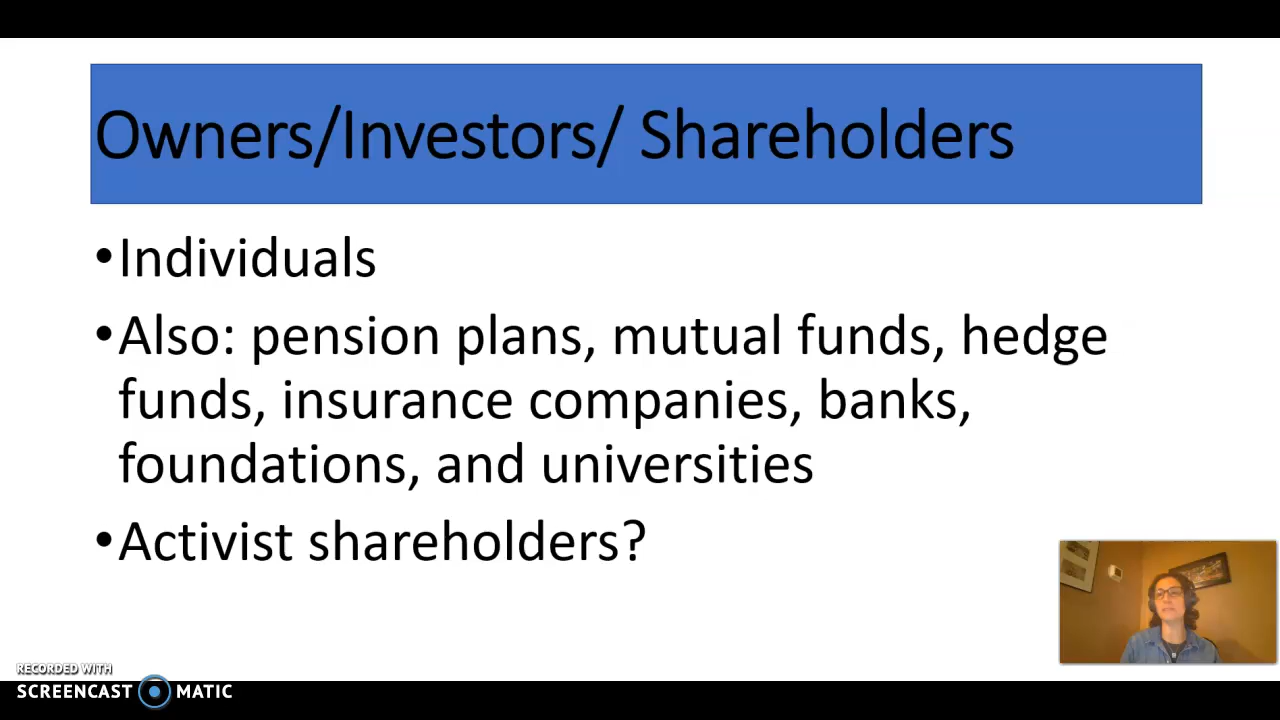 Owners/Investors/ Shareholders
•Individuals
•Also: pension plans, mutual funds, hedge
funds, insurance companies, banks,
foundations, and universities
•Activist shareholders?
RECORDED WITH
SCREENCAST MATIC